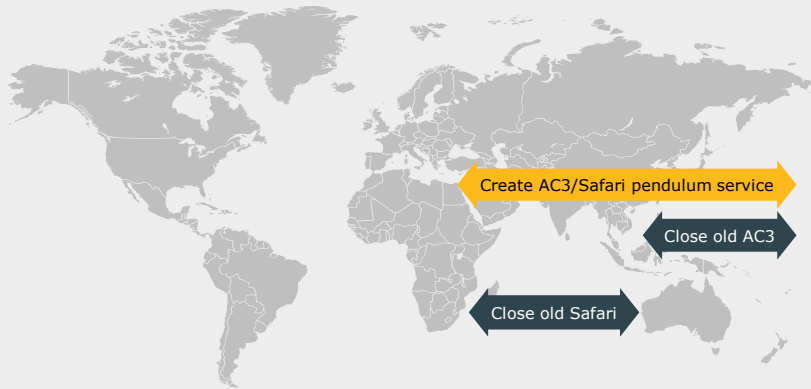 Create AC3/Safari pendulum service
Close old AC3
Close old Safari